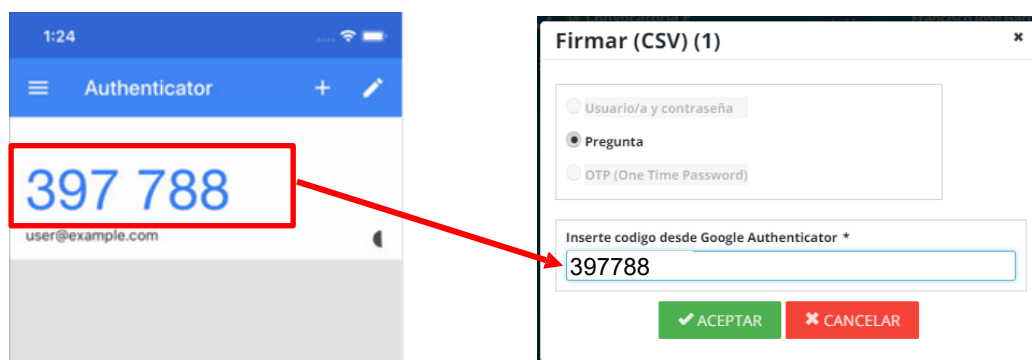 1:24
Authenticator
397 788
user@example.com
Firmar (CSV) (1)
Usuario/a y contraseña
Pregunta
OTP (One Time Password)
Inserte codigo desde Google Authenticator *
397788
ACEPTAR
CANCELAR